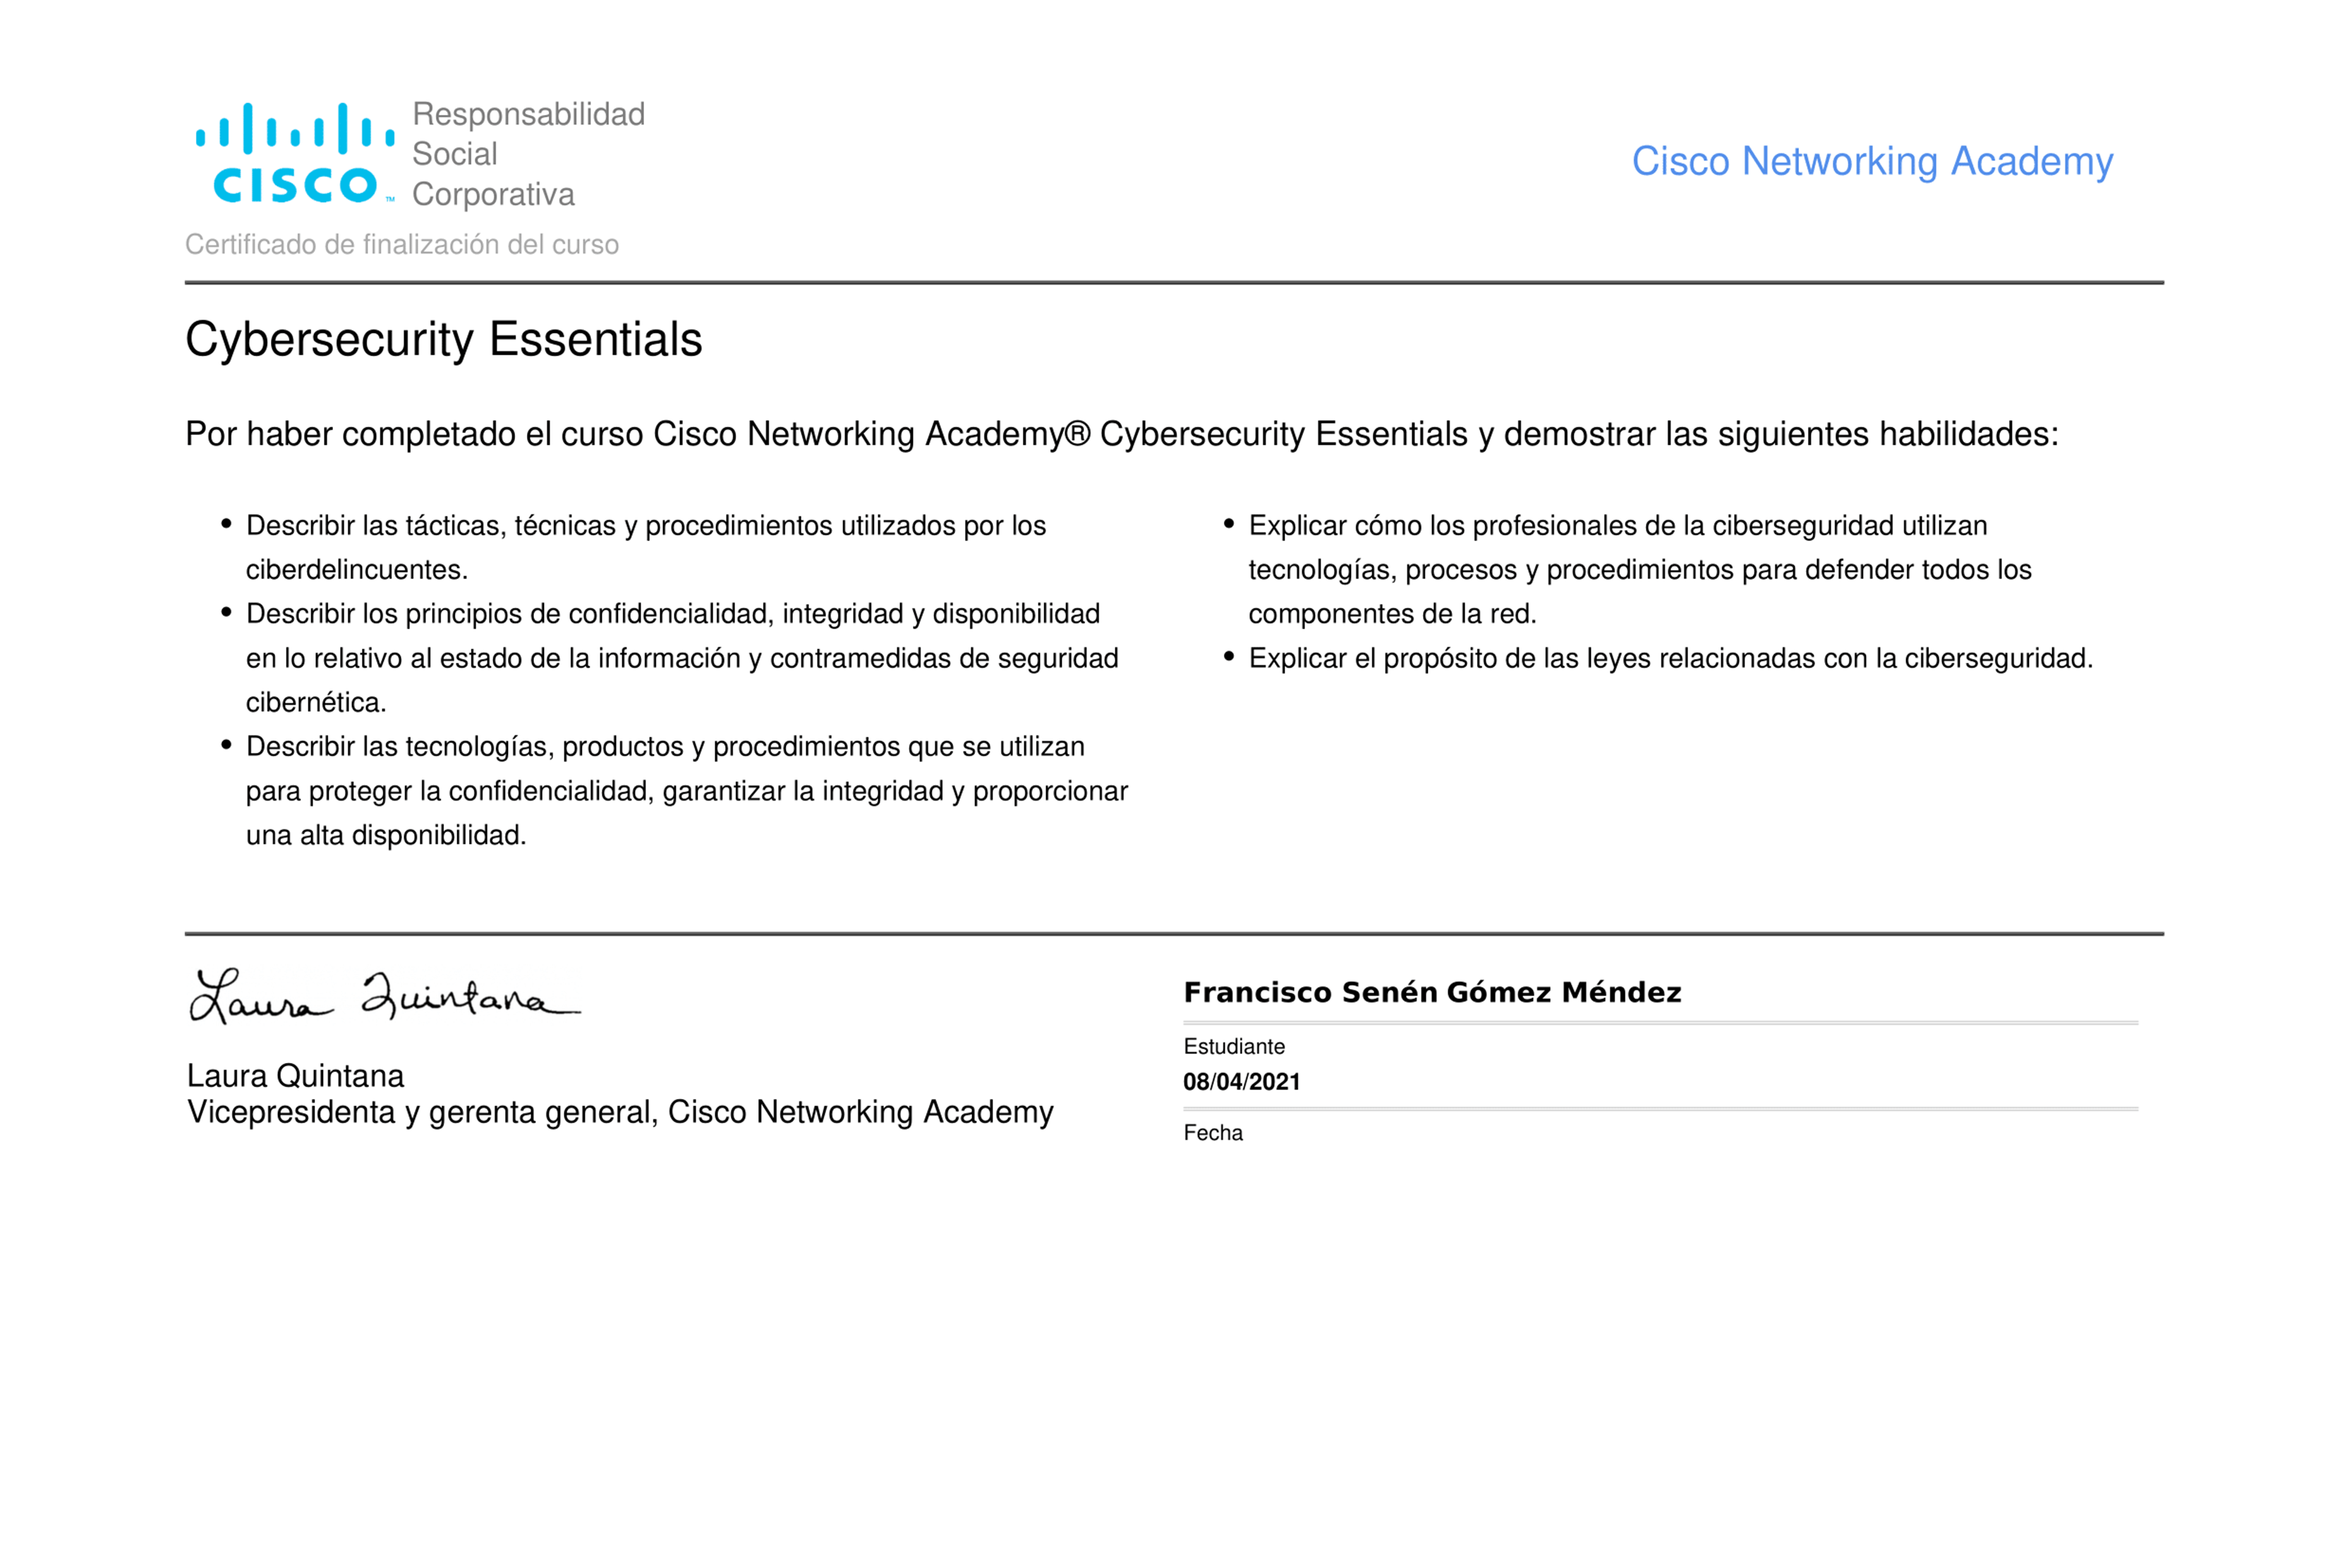 Responsabilidad
Social
Corporativa
CISCO™
Cisco Networking Academy
Certificado de finalización del curso
Cybersecurity Essentials
Por haber completado el curso Cisco Networking Academy® Cybersecurity Essentials y demostrar las siguientes habilidades:
• Describir las tácticas, técnicas y procedimientos utilizados por los
ciberdelincuentes.
• Describir los principios de confidencialidad, integridad y disponibilidad
en lo relativo al estado de la información y contramedidas de seguridad
cibernética.
• Describir las tecnologías, productos y procedimientos que se utilizan
para proteger la confidencialidad, garantizar la integridad y proporcionar
una alta disponibilidad.
• Explicar cómo los profesionales de la ciberseguridad utilizan
tecnologías, procesos y procedimientos para defender todos los
componentes de la red.
• Explicar el propósito de las leyes relacionadas con la ciberseguridad.
Laura Quintana
Laura Quintana
Vicepresidenta y gerenta general, Cisco Networking Academy
Francisco Senén Gómez Méndez
Estudiante
08/04/2021
Fecha